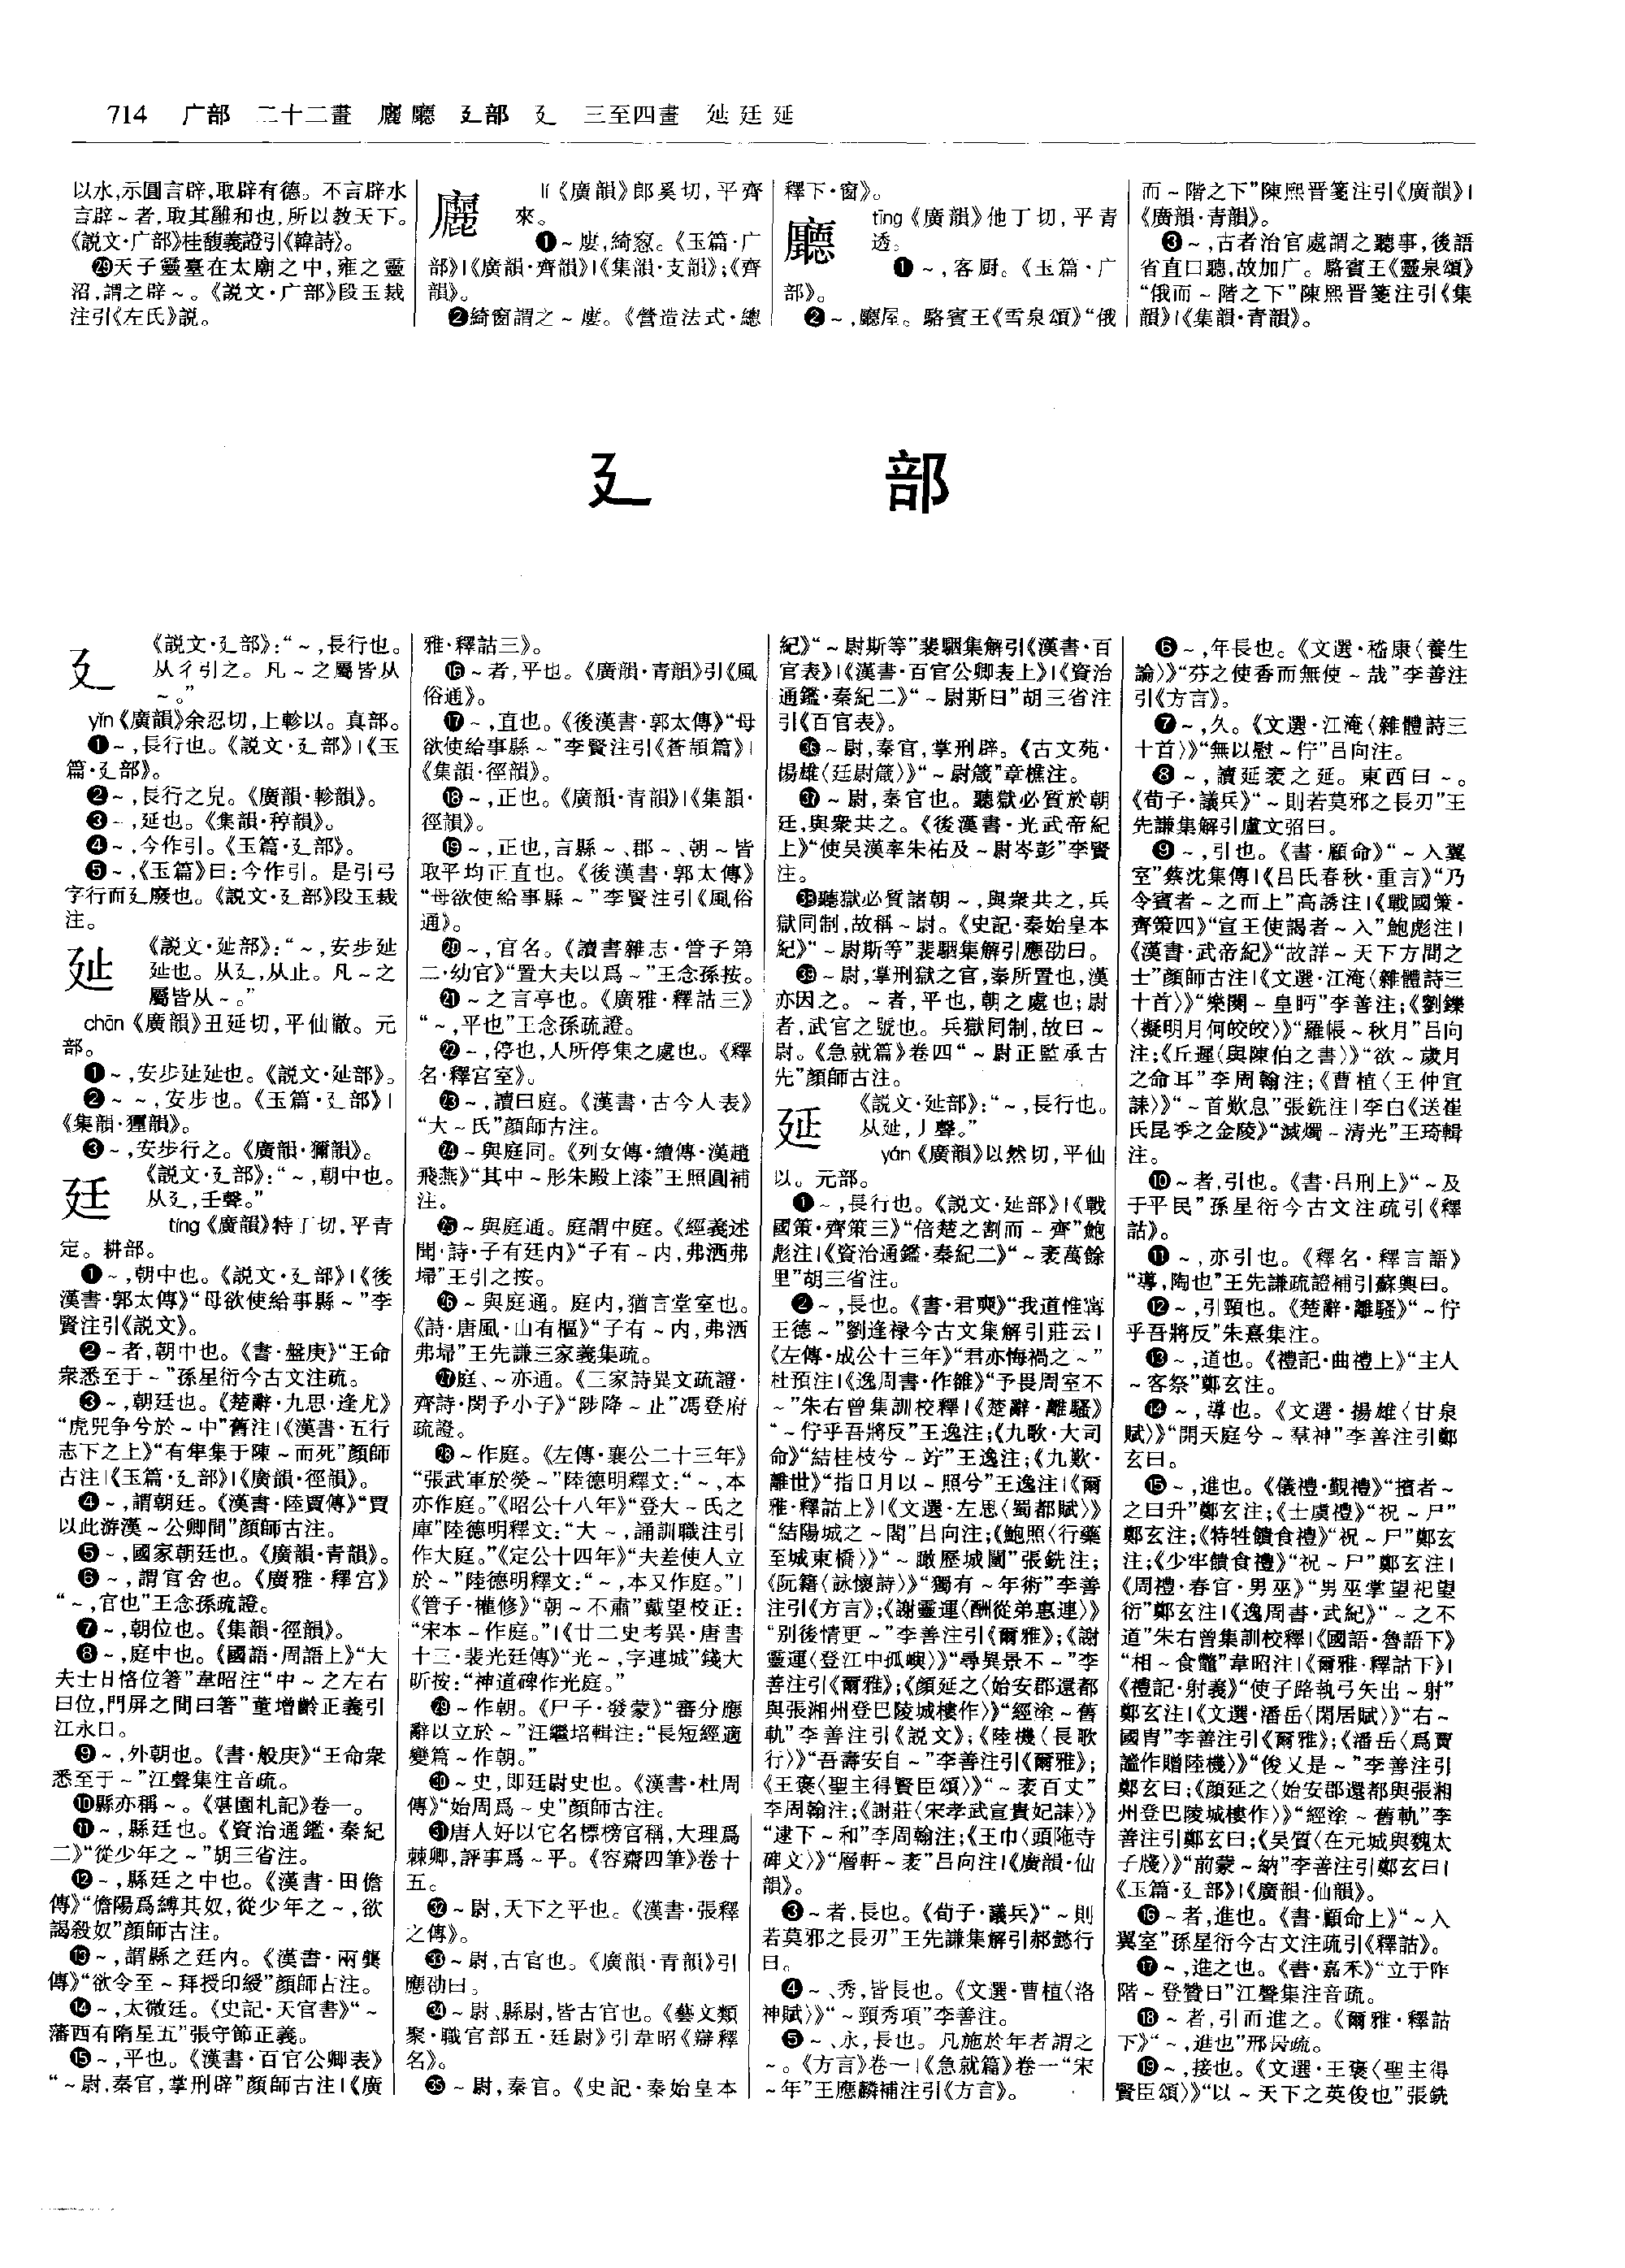 714 广部 二十二畫 廲 廳 廴部 廴 三至四畫 㢟 廷 延
以水,示圓言辟,取辟有德。不言辟水
言辟~者,取其雝和也,所以教天下。
《説文·广部》桂馥義證引《韓詩》。
㉙天子靈臺在太廟之中,雍之靈
沼,謂之辟~。《説文·广部》段玉裁
注引《左氏》説。
廲 lí《廣韻》郎奚切,平齊
來。
❶~廔,綺窻。《玉篇·广
部》|《廣韻·齊韻》|《集韻·支韻》;《齊
韻》。
❷綺窗謂之~廔。《營造法式·總
釋下·窗》。
廳 tīng《廣韻》他丁切,平青
透。
❶~,客厨。《玉篇·广
部》。
❷~,廳屋。駱賓王《雪泉頌》“俄
而~階之下”陳熙晉箋注引《廣韻》|
《廣韻·青韻》。
❸~,古者治官處謂之聽事,後語
省直口聽,故加广。駱賓王《靈泉頌》
“俄而~階之下”陳熙晉箋注引《集
韻》|《集韻·青韻》。
廴部
廴 《説文·廴部》:“~,長行也。
从彳引之。凡~之屬皆从
~。”
yǐn《廣韻》余忍切,上軫以。真部。
❶~,長行也。《説文·廴部》|《玉
篇·廴部》。
❷~,長行之皃。《廣韻·軫韻》。
❸~,延也。《集韻·稕韻》。
❹~,今作引。《玉篇·廴部》。
❺~,《玉篇》曰:今作引。是引弓
字行而廴廢也。《説文·廴部》段玉裁
注。
㢟 《説文·㢟部》:“~,安步㢟
㢟也。从廴,从止。凡~之
屬皆从~。”
chān《廣韻》丑延切,平仙徹。元
部。
❶~,安步㢟㢟也。《説文·㢟部》。
❷~~,安步也。《玉篇·廴部》|
《集韻·玃韻》。
❸~,安步行之。《廣韻·獮韻》。
廷 《説文·廴部》:“~,朝中也。
从廴,壬聲。”
tíng《廣韻》特丁切,平青
定。耕部。
❶~,朝中也。《説文·廴部》|《後
漢書·郭太傳》“母欲使給事縣~”李
賢注引《説文》。
❷~者,朝中也。《書·盤庚》“王命
衆悉至于~”孫星衍今古文注疏。
❸~,朝廷也。《楚辭·九思·逢尤》
“虎兕争兮於~中”舊注|《漢書·五行
志下之上》“有隼集于陳~而死”顔師
古注|《玉篇·廴部》|《廣韻·徑韻》。
❹~,謂朝廷。《漢書·陸賈傳》“賈
以此游漢~公卿間”顔師古注。
❺~,國家朝廷也。《廣韻·青韻》。
❻~,謂官舍也。《廣雅·釋宫》
“~,官也”王念孫疏證。
❼~,朝位也。《集韻·徑韻》。
❽~,庭中也。《國語·周語上》“大
夫士日恪位箸”韋昭注“中~之左右
曰位,門屏之間曰箸”董增齡正義引
江永曰。
❾~,外朝也。《書·般庚》“王命衆
悉至于~”江聲集注音疏。
❿縣亦稱~。《堪園札記》卷一。
⓫~,縣廷也。《資治通鑑·秦紀
二》“從少年之~”胡三省注。
⓬~,縣廷之中也。《漢書·田儋
傳》“儋陽爲縛其奴,從少年之~,欲
謁殺奴”顔師古注。
⓭~,謂縣之廷内。《漢書·兩龔
傳》“欲令至~拜授印綬”顔師古注。
⓮~,太微廷。《史記·天官書》“~
藩西有隋星五”張守節正義。
⓯~,平也。《漢書·百官公卿表》
“~尉,秦官,掌刑辟”顔師古注|《廣
雅·釋詁三》。
⓰~者,平也。《廣韻·青韻》引《風
俗通》。
⓱~,直也。《後漢書·郭太傳》“母
欲使給事縣~”李賢注引《蒼頡篇》|
《集韻·徑韻》。
⓲~,正也。《廣韻·青韻》|《集韻·
徑韻》。
⓳~,正也,言縣~、郡~、朝~皆
取平均正直也。《後漢書·郭太傳》
“母欲使給事縣~”李賢注引《風俗
通》。
⓴~,官名。《讀書雜志·管子第
二·幼官》“置大夫以爲~”王念孫按。
㉑~之言亭也。《廣雅·釋詁三》
“~,平也”王念孫疏證。
㉒~,停也,人所停集之處也。《釋
名·釋宫室》。
㉓~,讀曰庭。《漢書·古今人表》
“大~氏”顔師古注。
㉔~與庭同。《列女傳·續傳·漢趙
飛燕》“其中~彤朱殿上漆”王照圓補
注。
㉕~與庭通。庭謂中庭。《經義述
聞·詩·子有廷内》“子有~内,弗洒弗
埽”王引之按。
㉖~與庭通。庭内,猶言堂室也。
《詩·唐風·山有樞》“子有~内,弗洒
弗埽”王先謙三家義集疏。
㉗庭、~亦通。《三家詩異文疏證·
齊詩·閔予小子》“陟降~止”馮登府
疏證。
㉘~作庭。《左傳·襄公二十三年》
“張武軍於熒~”陸德明釋文:“~,本
亦作庭。”《昭公十八年》“登大~氏之
庫”陸德明釋文:“大~,誦訓職注引
作大庭。”《定公十四年》“夫差使人立
於~”陸德明釋文:“~,本又作庭。”|
《管子·權修》“朝~不肅”戴望校正:
“宋本~作庭。”|《廿二史考異·唐書
十三·裴光廷傳》“光~,字連城”錢大
昕按:“神道碑作光庭。”
㉙~作朝。《尸子·發蒙》“審分應
辭以立於~”汪繼培輯注:“長短經適
變篇~作朝。”
㉚~史,即廷尉史也。《漢書·杜周
傳》“始周爲~史”顔師古注。
㉛唐人好以它名標榜官稱,大理爲
棘卿,評事爲~平。《容齋四筆》卷十
五。
㉜~尉,天下之平也。《漢書·張釋
之傳》。
㉝~尉,古官也。《廣韻·青韻》引
應劭曰。
㉞~尉、縣尉,皆古官也。《藝文類
聚·職官部五·廷尉》引韋昭《辯釋
名》。
㉟~尉,秦官。《史記·秦始皇本
紀》“~尉斯等”裴駰集解引《漢書·百
官表》|《漢書·百官公卿表上》|《資治
通鑑·秦紀二》“~尉斯曰”胡三省注
引《百官表》。
㊱~尉,秦官,掌刑辟。《古文苑·
揚雄〈廷尉箴〉》“~尉箴”章樵注。
㊲~尉,秦官也。聽獄必質於朝
廷,與衆共之。《後漢書·光武帝紀
上》“使吴漢率朱祐及~尉岑彭”李賢
注。
㊳聽獄必質諸朝~,與衆共之,兵
獄同制,故稱~尉。《史記·秦始皇本
紀》“~尉斯等”裴駰集解引應劭曰。
㊴~尉,掌刑獄之官,秦所置也,漢
亦因之。~者,平也,朝之處也;尉
者,武官之號也。兵獄同制,故曰~
尉。《急就篇》卷四“~尉正監承古
先”顔師古注。
延 《説文·㢟部》:“~,長行也。
从㢟,丿聲。”
yán《廣韻》以然切,平仙
以。元部。
❶~,長行也。《説文·㢟部》|《戰
國策·齊策三》“倍楚之割而~齊”鮑
彪注|《資治通鑑·秦紀二》“~袤萬餘
里”胡三省注。
❷~,長也。《書·君奭》“我道惟寧
王德~”劉逢禄今古文集解引莊云|
《左傳·成公十三年》“君亦悔禍之~”
杜預注|《逸周書·作雒》“予畏周室不
~”朱右曾集訓校釋|《楚辭·離騷》
“~佇乎吾將反”王逸注;《九歌·大司
命》“結桂枝兮~竚”王逸注;《九歎·
離世》“指日月以~照兮”王逸注|《爾
雅·釋詁上》|《文選·左思〈蜀都賦〉》
“結陽城之~閣”吕向注;《鮑照〈行藥
至城東橋〉》“~瞰歷城闉”張銑注;
《阮籍〈詠懷詩〉》“獨有~年術”李善
注引《方言》;《謝靈運〈酬從弟惠連〉》
“别後情更~”李善注引《爾雅》;《謝
靈運〈登江中孤嶼〉》“尋異景不~”李
善注引《爾雅》;《顔延之〈始安郡還都
與張湘州登巴陵城樓作〉》“經塗~舊
軌”李善注引《説文》;《陸機〈長歌
行〉》“吾壽安自~”李善注引《爾雅》;
《王褒〈聖主得賢臣頌〉》“~袤百丈”
李周翰注;《謝莊〈宋孝武宣貴妃誄〉》
“逮下~和”李周翰注;《王巾〈頭陁寺
碑文〉》“層軒~袤”吕向注|《廣韻·仙
韻》。
❸~者,長也。《荀子·議兵》“~則
若莫邪之長刃”王先謙集解引郝懿行
曰。
❹~、秀,皆長也。《文選·曹植〈洛
神賦〉》“~頸秀項”李善注。
❺~、永,長也。凡施於年者謂之
~。《方言》卷一|《急就篇》卷一“宋
~年”王應麟補注引《方言》。
❻~,年長也。《文選·嵇康〈養生
論〉》“芬之使香而無使~哉”李善注
引《方言》。
❼~,久。《文選·江淹〈雜體詩三
十首〉》“無以慰~佇”吕向注。
❽~,讀延袤之延。東西曰~。
《荀子·議兵》“~則若莫邪之長刃”王
先謙集解引盧文弨曰。
❾~,引也。《書·顧命》“~入翼
室”蔡沈集傳|《吕氏春秋·重言》“乃
令賓者~之而上”高誘注|《戰國策·
齊策四》“宣王使謁者~入”鮑彪注|
《漢書·武帝紀》“故詳~天下方聞之
士”顔師古注|《文選·江淹〈雜體詩三
十首〉》“樂闋~皇眄”李善注;《劉鑠
〈擬明月何皎皎〉》“羅帳~秋月”吕向
注;《丘遲〈與陳伯之書〉》“欲~歲月
之命耳”李周翰注;《曹植〈王仲宣
誄〉》“~首歎息”張銑注|李白《送崔
氏昆季之金陵》“滅燭~清光”王琦輯
注。
❿~者,引也。《書·吕刑上》“~及
于平民”孫星衍今古文注疏引《釋
詁》。
⓫~,亦引也。《釋名·釋言語》
“導,陶也”王先謙疏證補引蘇輿曰。
⓬~,引頸也。《楚辭·離騷》“~佇
乎吾將反”朱熹集注。
⓭~,道也。《禮記·曲禮上》“主人
~客祭”鄭玄注。
⓮~,導也。《文選·揚雄〈甘泉
賦〉》“開天庭兮~羣神”李善注引鄭
玄曰。
⓯~,進也。《儀禮·覲禮》“擯者~
之曰升”鄭玄注;《士虞禮》“祝~尸”
鄭玄注;《特牲饋食禮》“祝~尸”鄭玄
注;《少牢饋食禮》“祝~尸”鄭玄注|
《周禮·春官·男巫》“男巫掌望祀望
衍”鄭玄注|《逸周書·武紀》“~之不
道”朱右曾集訓校釋|《國語·魯語下》
“相~食鼈”韋昭注|《爾雅·釋詁下》|
《禮記·射義》“使子路執弓矢出~射”
鄭玄注|《文選·潘岳〈閑居賦〉》“右~
國胄”李善注引《爾雅》;《潘岳〈爲賈
謐作贈陸機〉》“俊乂是~”李善注引
鄭玄曰;《顔延之〈始安郡還都與張湘
州登巴陵城樓作〉》“經塗~舊軌”李
善注引鄭玄曰;《吴質〈在元城與魏太
子牋〉》“前蒙~納”李善注引鄭玄曰|
《玉篇·廴部》|《廣韻·仙韻》。
⓰~者,進也。《書·顧命上》“~入
翼室”孫星衍今古文注疏引《釋詁》。
⓱~,進之也。《書·嘉禾》“立于阼
階~登贊曰”江聲集注音疏。
⓲~者,引而進之。《爾雅·釋詁
下》“~,進也”邢昺疏。
⓳~,接也。《文選·王褒〈聖主得
賢臣頌〉》“以~天下之英俊也”張銑